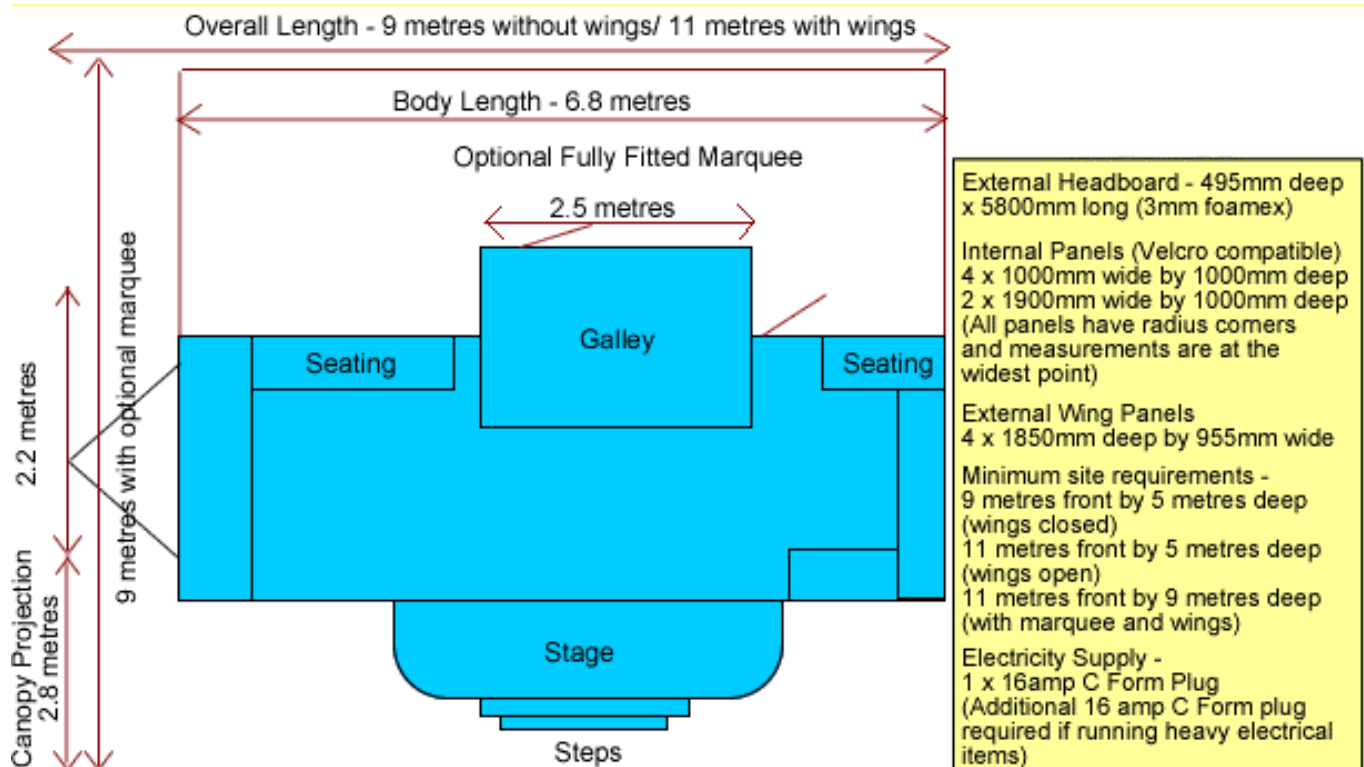 Overall Length - 9 metres without wings/ 11 metres with wings
Body Length - 6.8 metres
Optional Fully Fitted Marquee
2.5 metres
Galley
Seating
Seating
Stage
Steps
2.2 metres
9 metres with optional marquee
Canopy Projection
2.8 metres
External Headboard - 495mm deep
x 5800mm long (3mm foamex)
Internal Panels (Velcro compatible)
4 x 1000mm wide by 1000mm deep
2 x 1900mm wide by 1000mm deep
(All panels have radius corners
and measurements are at the
widest point)
External Wing Panels
4 x 1850mm deep by 955mm wide
Minimum site requirements -
9 metres front by 5 metres deep
(wings closed)
11 metres front by 5 metres deep
(wings open)
11 metres front by 9 metres deep
(with marquee and wings)
Electricity Supply -
1 x 16amp C Form Plug
(Additional 16 amp C Form plug
required if running heavy electrical
items)